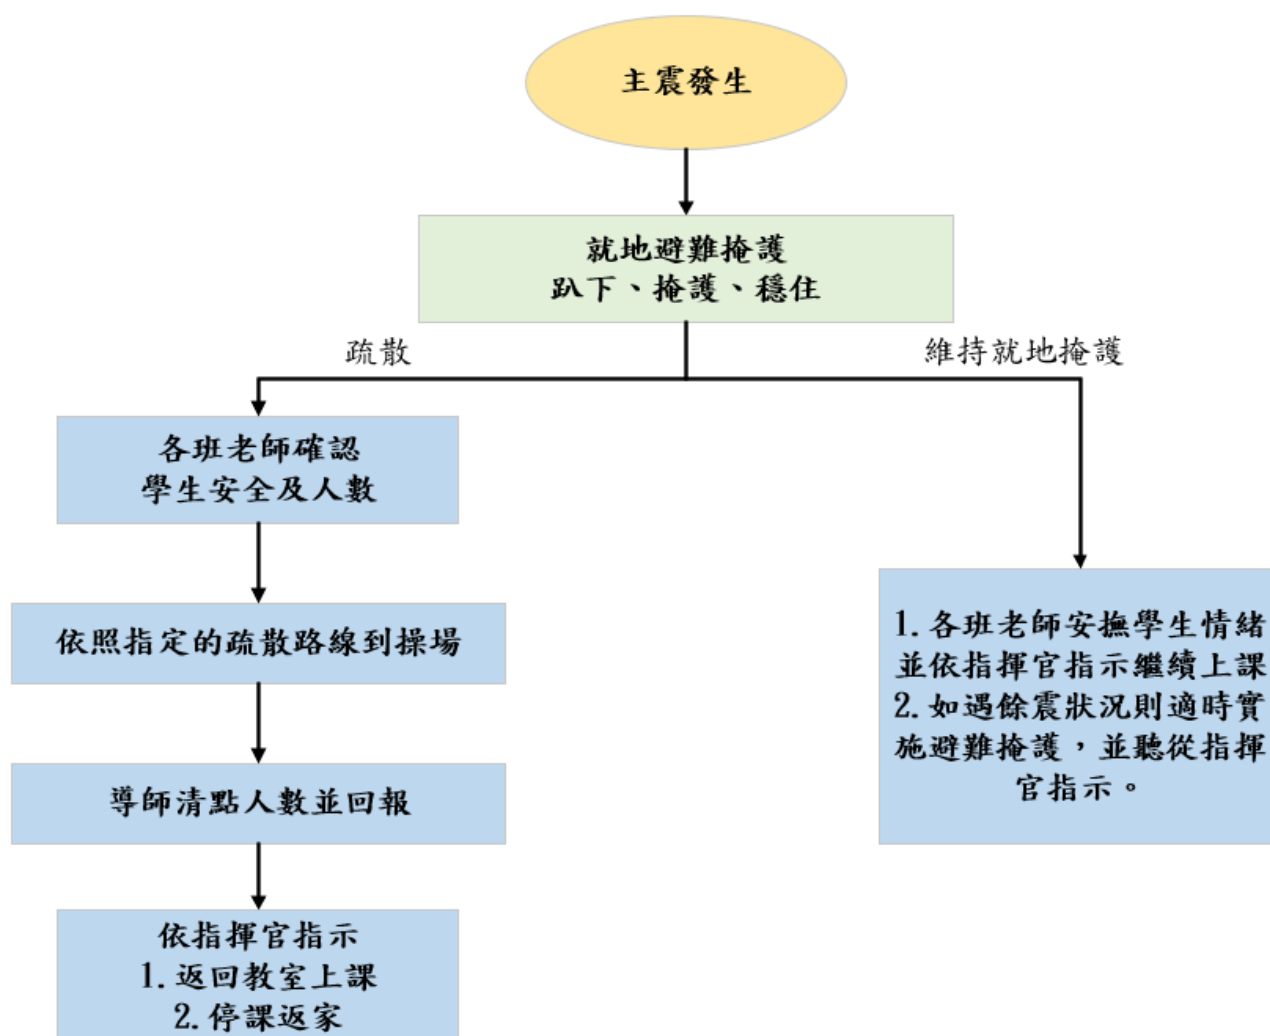 主震發生
就地避難掩護
趴下、掩護、穩住
疏散
維持就地掩護
各班老師確認
學生安全及人數
依照指定的疏散路線到操場
導師清點人數並回報
依指揮官指示
1.返回教室上課
2.停課返家
1.各班老師安撫學生情緒
並依指揮官指示繼續上課
2.如遇餘震狀況則適時實
施避難掩護，並聽從指揮
官指示。